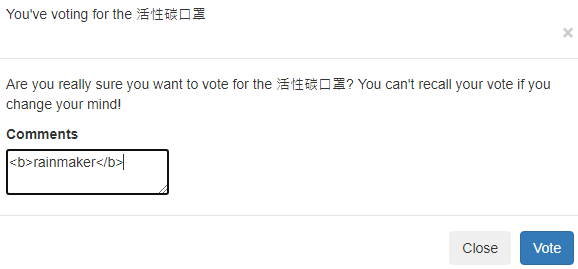 You've voting for the 活性碳口罩
×
Are you really sure you want to vote for the 活性碳口罩? You can't recall your vote if you
change your mind!
Comments
<b>rainmaker</b>
Close Vote